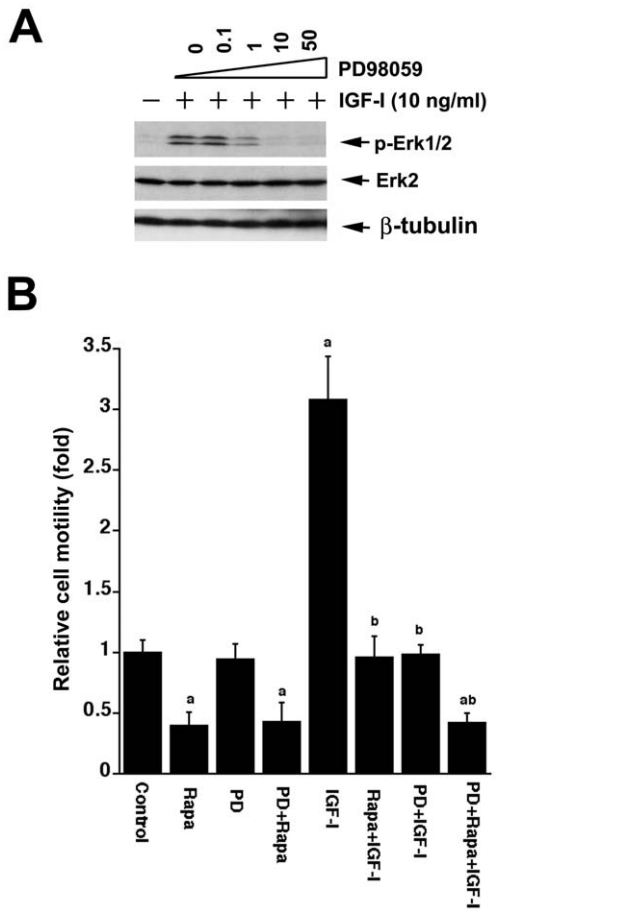 A
0 0.1 1 10 50
PD98059
− + + + + + IGF-I (10 ng/ml)
p-Erk1/2
Erk2
β-tubulin
B
3.5
3
2.5
2
1.5
1
0.5
0
Relative cell motility (fold)
a
a
a
b
b
ab
Control
Rapa
PD
PD+Rapa
IGF-I
Rapa+IGF-I
PD+IGF-I
PD+Rapa+IGF-I